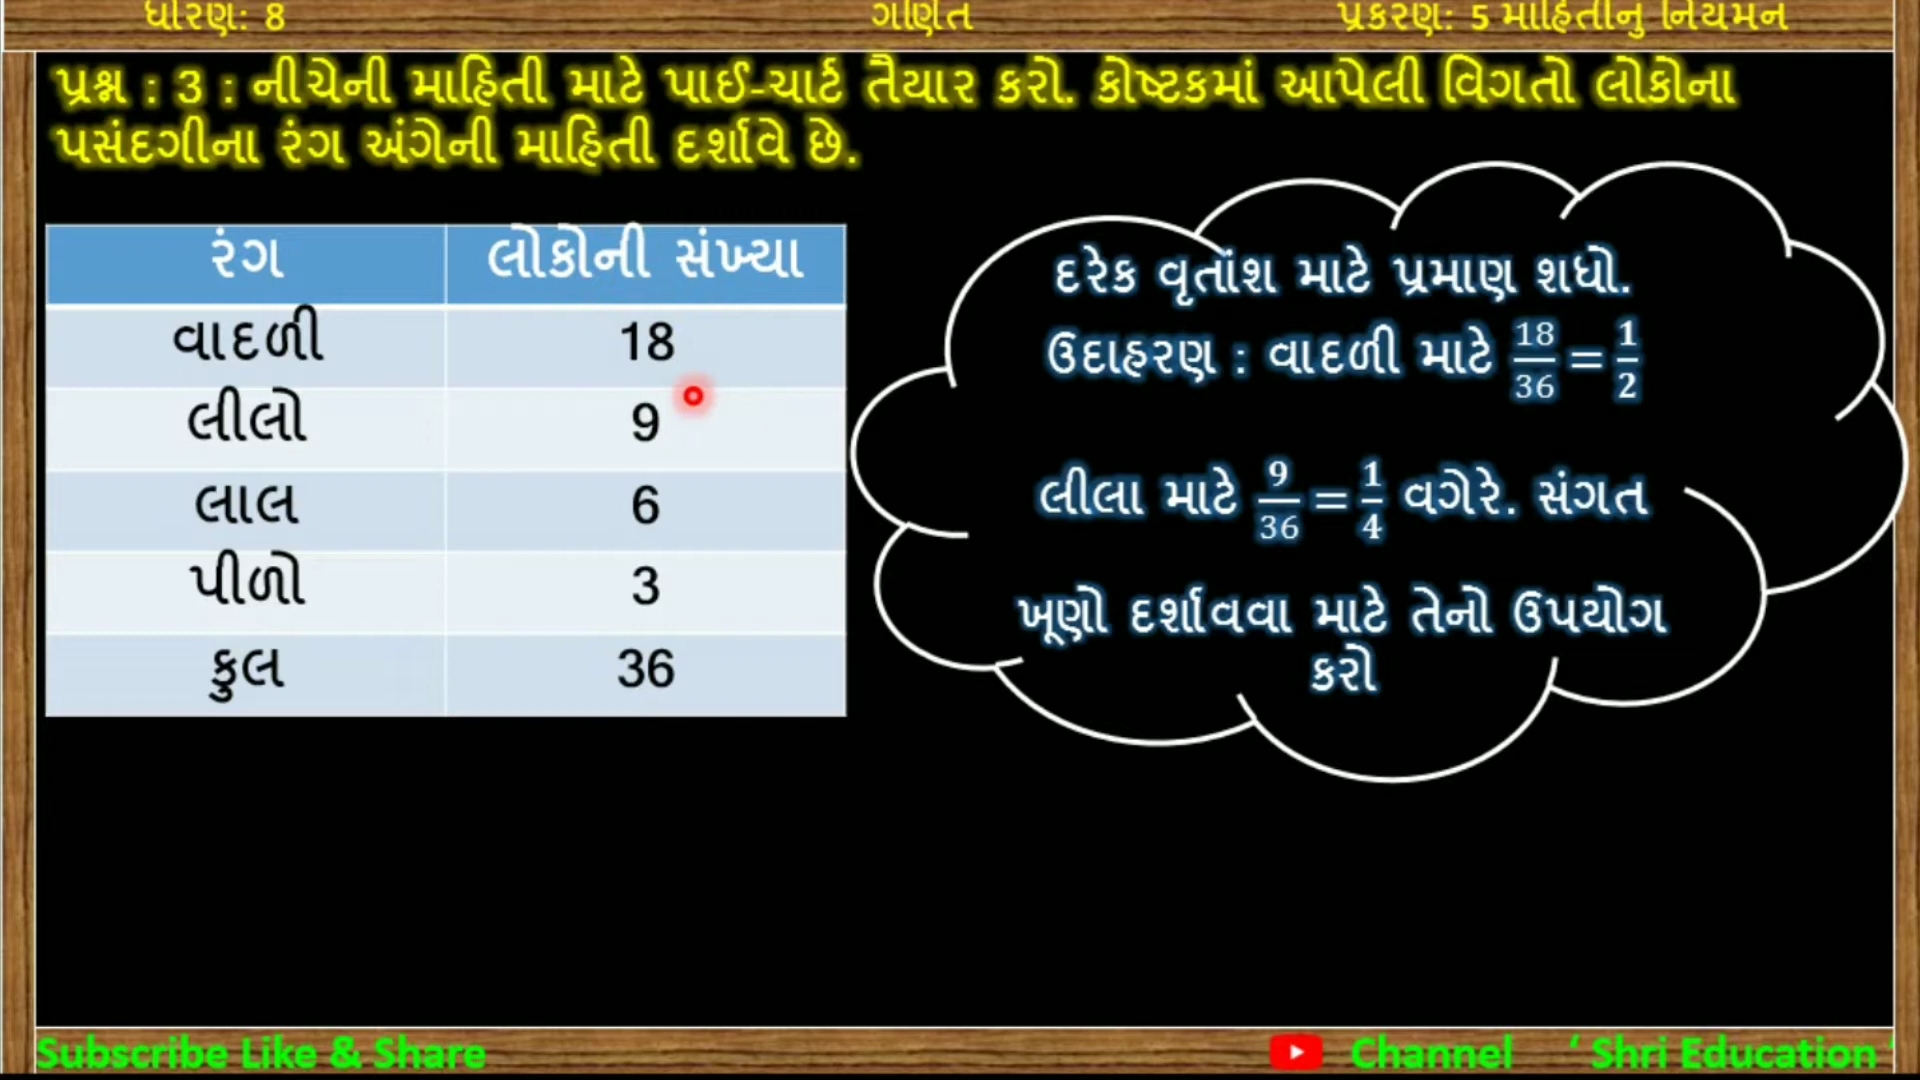 ધોરણ: 8 ગણિત પ્રકરણ: 5 માહિતીનું નિયમન
પ્રશ્ન : 3 : નીચેની માહિતી માટે પાઈ-ચાર્ટ તૈયાર કરો. કોષ્ટકમાં આપેલી વિગતો લોકોના
પસંદગીના રંગ અંગેની માહિતી દર્શાવે છે.
રંગ લોકોની સંખ્યા
વાદળી 18
લીલો 9
લાલ 6
પીળો 3
કુલ 36
દરેક વૃતાંશ માટે પ્રમાણ શધો.
ઉદાહરણ : વાદળી માટે 18/36 = 1/2
લીલા માટે 9/36 = 1/4 વગેરે. સંગત
ખૂણો દર્શાવવા માટે તેનો ઉપયોગ
કરો
Subscribe Like & Share Channel ‘ Shri Education ‘